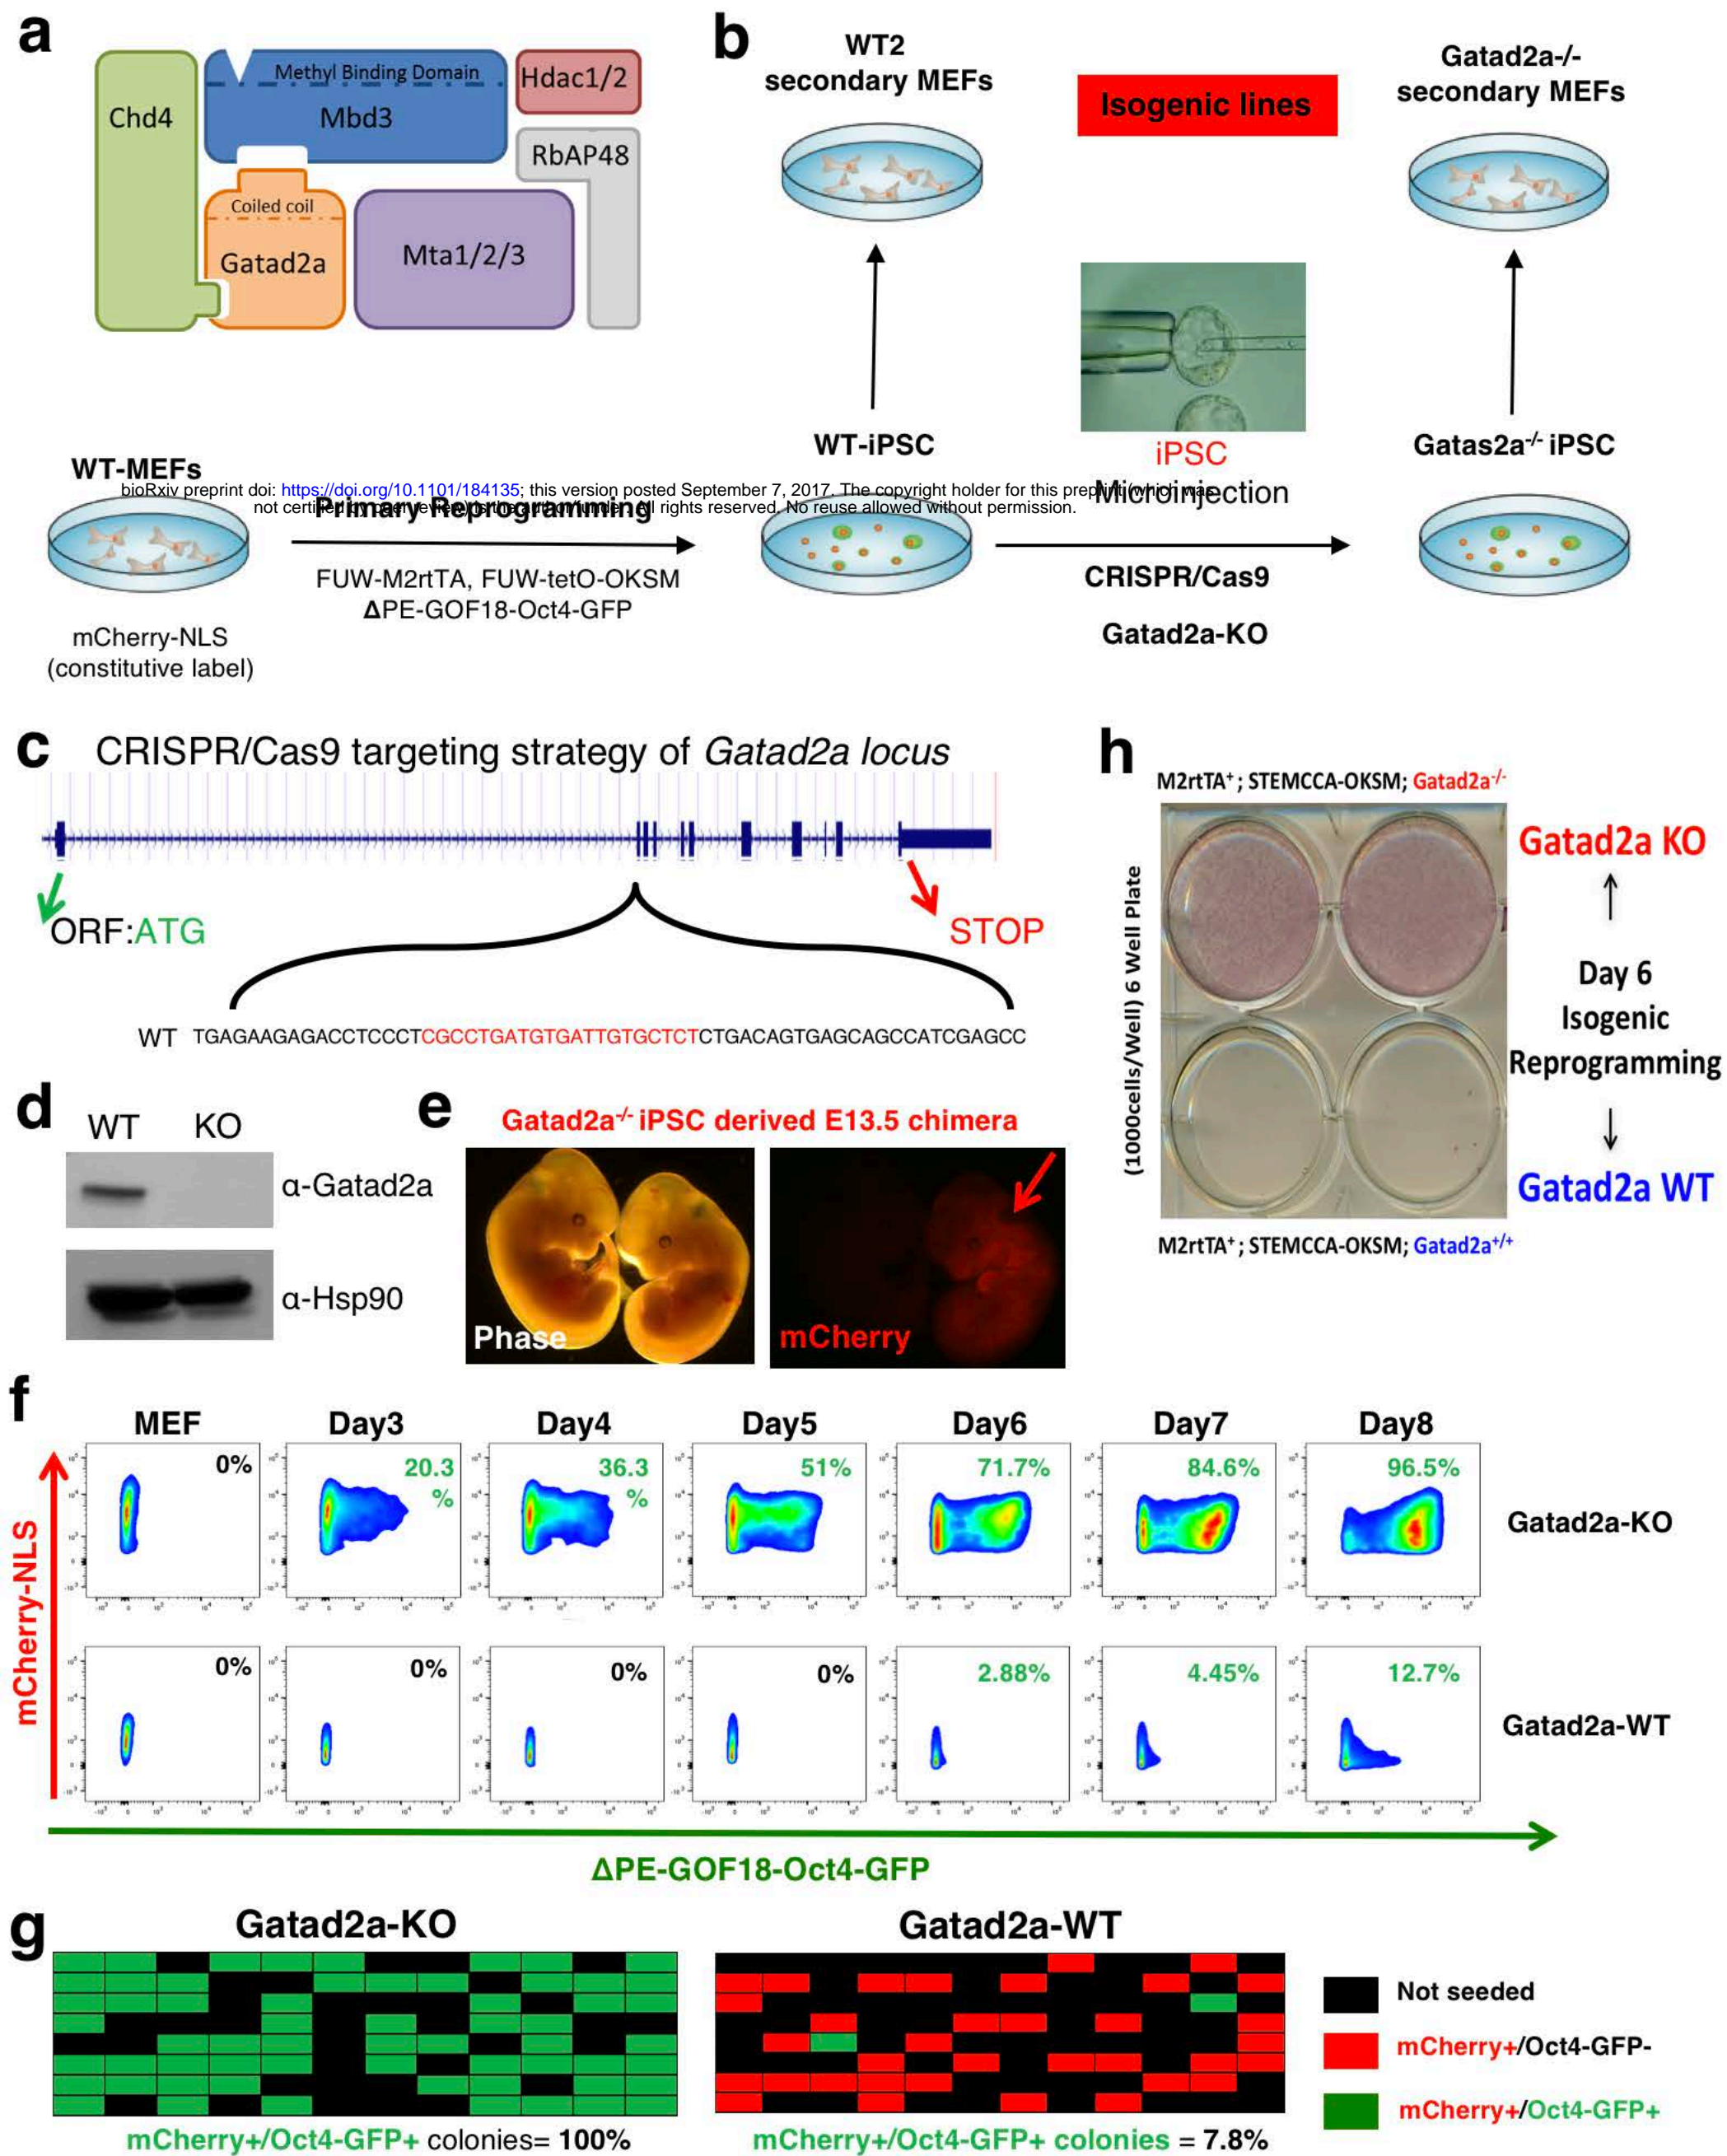 a
Chd4
Methyl Binding Domain
Mbd3
Hdac1/2
RbAP48
Coiled coil
Gatad2a
Mta1/2/3
b
WT2
secondary MEFs
Isogenic lines
Gatad2a-/-
secondary MEFs
WT-MEFs
mCherry-NLS
(constitutive label)
Primary Reprogramming
FUW-M2rtTA, FUW-tetO-OKSM
ΔPE-GOF18-Oct4-GFP
WT-iPSC
iPSC
Microinjection
CRISPR/Cas9
Gatad2a-KO
Gatas2a-/- iPSC
bioRxiv preprint doi: https://doi.org/10.1101/184135; this version posted September 7, 2017. The copyright holder for this preprint (which was
not certified by peer review) is the author/funder. All rights reserved. No reuse allowed without permission.
c
CRISPR/Cas9 targeting strategy of Gatad2a locus
ORF:ATG
STOP
WT TGAGAAGAGACCTCCCTCGCCTGATGTGATTGTGCTCTCTGACAGTGAGCAGCCATCGAGCC
d
WT KO
α-Gatad2a
α-Hsp90
e
Gatad2a-/- iPSC derived E13.5 chimera
Phase
mCherry
h
M2rtTA+; STEMCCA-OKSM; Gatad2a-/-
(1000cells/Well) 6 Well Plate
Gatad2a KO
Day 6
Isogenic
Reprogramming
Gatad2a WT
M2rtTA+; STEMCCA-OKSM; Gatad2a+/+
f
MEF Day3 Day4 Day5 Day6 Day7 Day8
0% 20.3 % 36.3 % 51% 71.7% 84.6% 96.5%
Gatad2a-KO
0% 0% 0% 0% 2.88% 4.45% 12.7%
Gatad2a-WT
mCherry-NLS
ΔPE-GOF18-Oct4-GFP
g
Gatad2a-KO
mCherry+/Oct4-GFP+ colonies= 100%
Gatad2a-WT
mCherry+/Oct4-GFP+ colonies = 7.8%
Not seeded
mCherry+/Oct4-GFP-
mCherry+/Oct4-GFP+